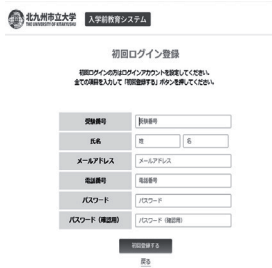 北九州市立大学 入学前教育システム
THE UNIVERSITY OF KITAKYUSHU
初回ログイン登録
初回ログインの方はログインアカウントを設定してください。
全ての項目を入力して「初回登録する」ボタンを押してください。
受験番号 受験番号
氏名 姓 名
メールアドレス メールアドレス
電話番号 電話番号
パスワード パスワード
パスワード（確認用） パスワード（確認用）
初回登録する
戻る